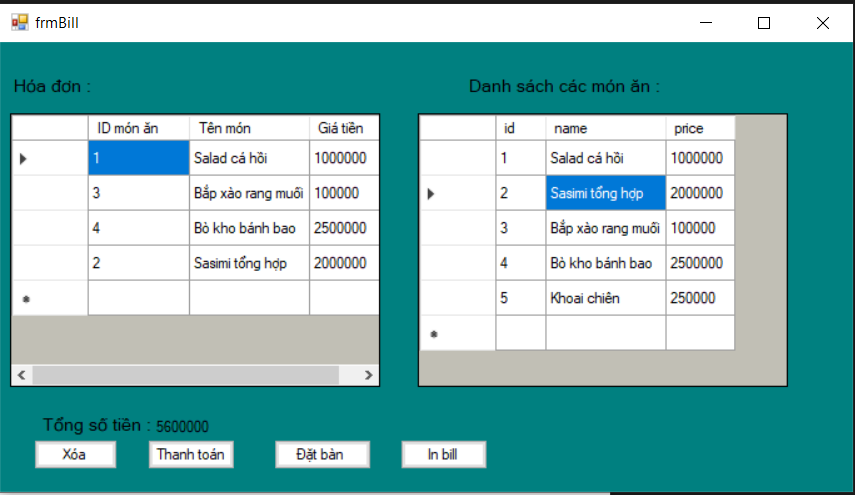 frmBill
Hóa đơn :
ID món ăn Tên món Giá tiền
1 Salad cá hồi 1000000
3 Bắp xào rang muối 100000
4 Bò kho bánh bao 2500000
2 Sasimi tổng hợp 2000000
Danh sách các món ăn :
id name price
1 Salad cá hồi 1000000
2 Sasimi tổng hợp 2000000
3 Bắp xào rang muối 100000
4 Bò kho bánh bao 2500000
5 Khoai chiên 250000
Tổng số tiền : 5600000
Xóa Thanh toán Đặt bàn In bill